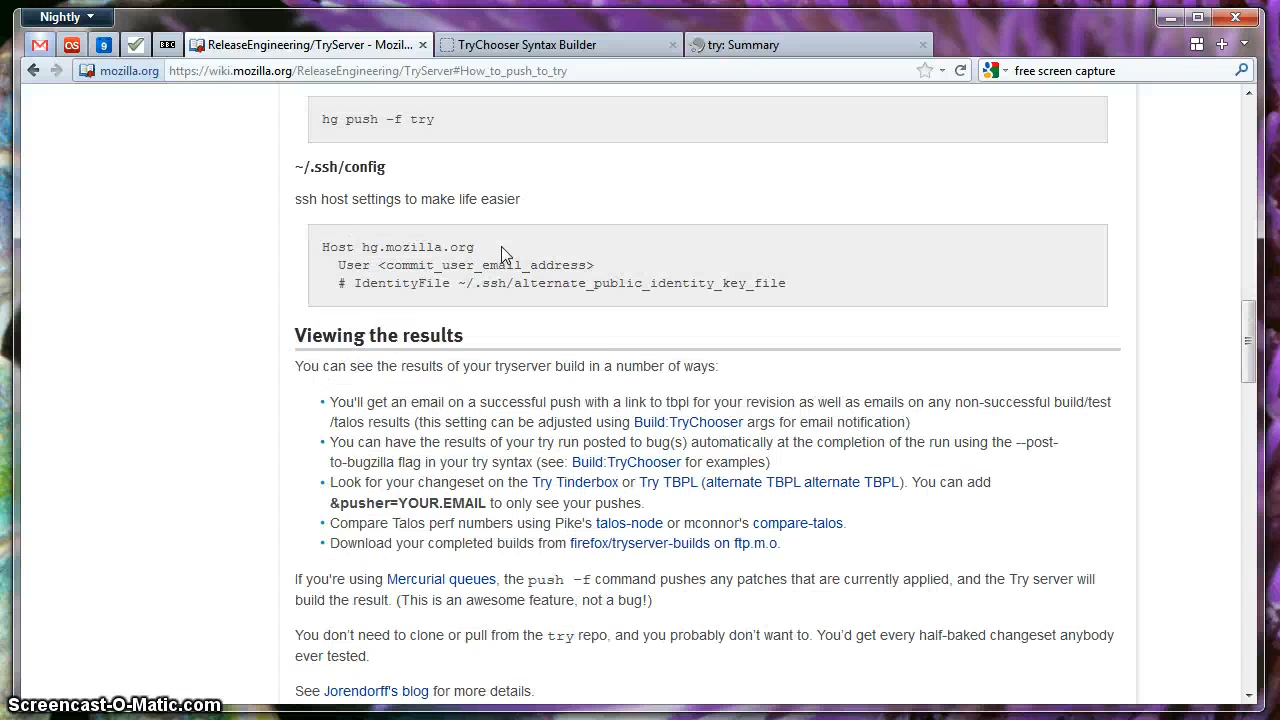 Nightly
ReleaseEngineering/TryServer - Mozil...
TryChooser Syntax Builder
try: Summary
9
BBC
mozilla.org
https://wiki.mozilla.org/ReleaseEngineering/TryServer#How_to_push_to_try
free screen capture
hg push -f try
~/.ssh/config
ssh host settings to make life easier
Host hg.mozilla.org
User <commit_user_email_address>
# IdentityFile ~/.ssh/alternate_public_identity_key_file
Viewing the results
You can see the results of your tryserver build in a number of ways:
• You'll get an email on a successful push with a link to tbpl for your revision as well as emails on any non-successful build/test
/talos results (this setting can be adjusted using Build:TryChooser args for email notification)
• You can have the results of your try run posted to bug(s) automatically at the completion of the run using the --post-
to-bugzilla flag in your try syntax (see: Build:TryChooser for examples)
• Look for your changeset on the Try Tinderbox or Try TBPL (alternate TBPL alternate TBPL). You can add
&pusher=YOUR.EMAIL to only see your pushes.
• Compare Talos perf numbers using Pike's talos-node or mconnor's compare-talos.
• Download your completed builds from firefox/tryserver-builds on ftp.m.o.
If you're using Mercurial queues, the push -f command pushes any patches that are currently applied, and the Try server will
build the result. (This is an awesome feature, not a bug!)
You don't need to clone or pull from the try repo, and you probably don't want to. You'd get every half-baked changeset anybody
ever tested.
See Jorendorff's blog for more details.
Screencast-O-Matic.com